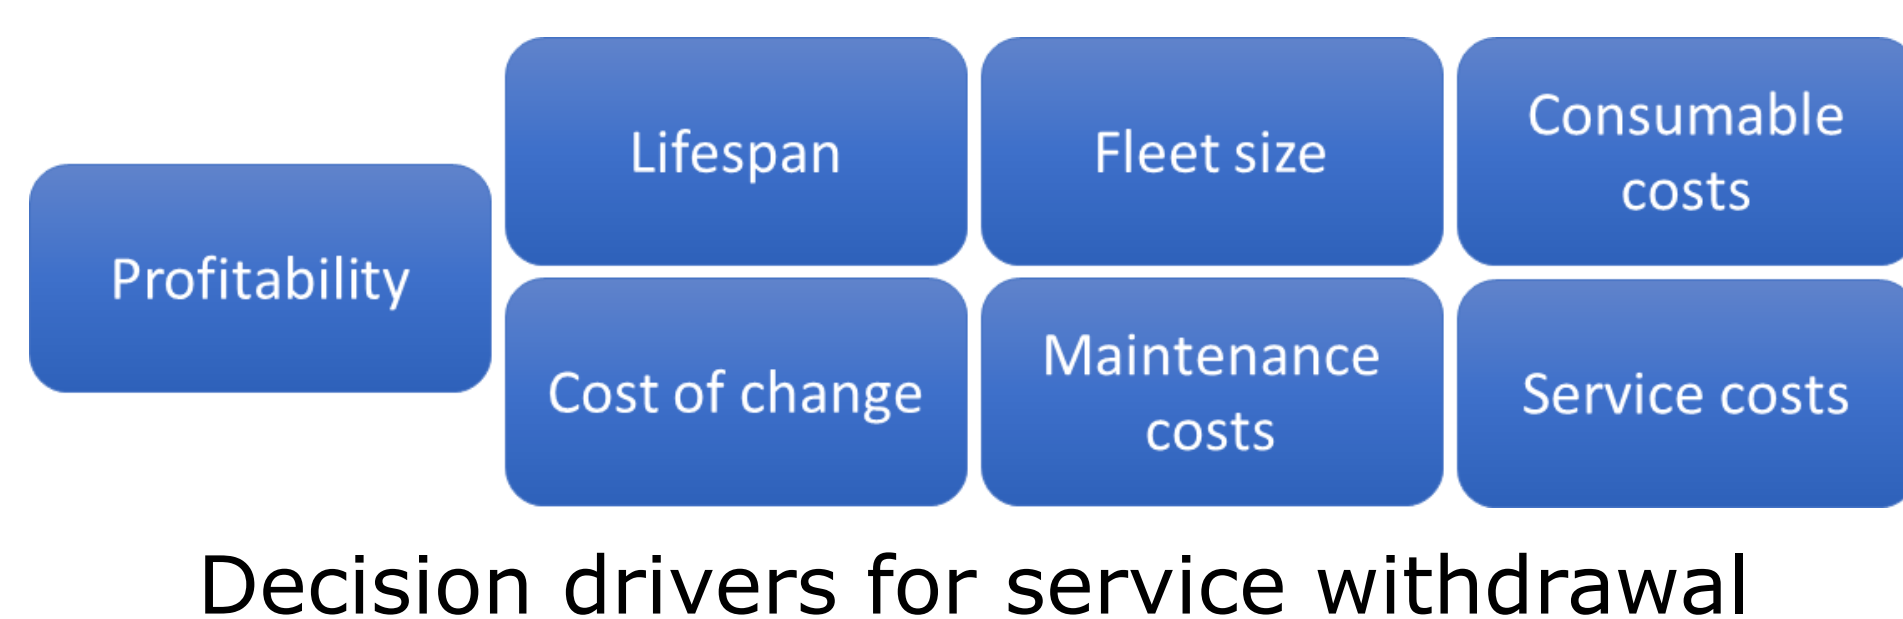 Profitability
Lifespan
Fleet size
Consumable
costs
Cost of change
Maintenance
costs
Service costs
Decision drivers for service withdrawal